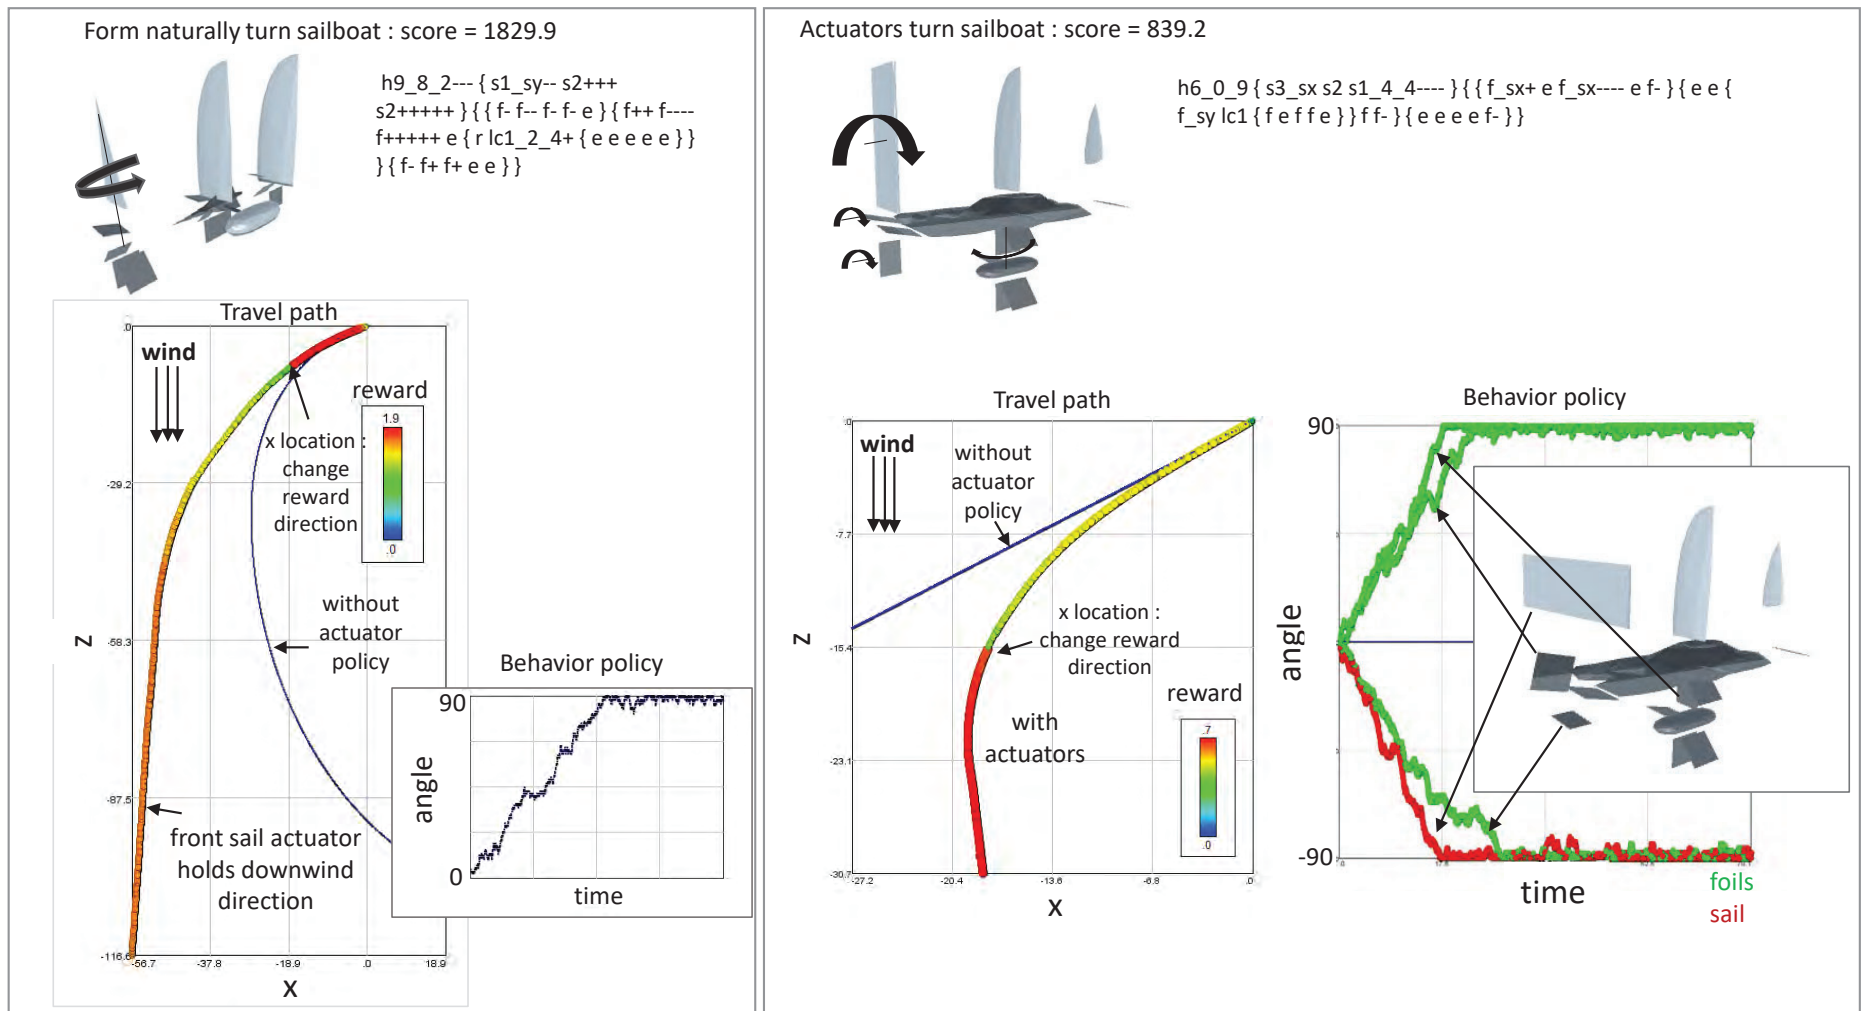 Form naturally turn sailboat : score = 1829.9
h9_8_2--- { s1_sy-- s2+++
s2+++++ } { { f- f-- f- f- e } { f++ f----
f+++++ e { r lc1_2_4+ { e e e e e } }
} { f- f+ f+ e e } }
Travel path
.0
wind
reward
1.9
.0
x location :
change
reward
direction
-29.2
without
actuator
policy
-58.3
z
-87.5
front sail actuator
holds downwind
direction
-116.6
-56.7 -37.8 -18.9 .0 18.9
x
Behavior policy
90
angle
0
time
Actuators turn sailboat : score = 839.2
h6_0_9 { s3_sx s2 s1_4_4---- } { { f_sx+ e f_sx---- e f- } { e e {
f_sy lc1 { f e f f e } } f f- } { e e e e f- } }
Travel path
.0
wind
without
actuator
policy
-7.7
x location :
change reward
direction
-15.4
z
reward
.7
.0
with
actuators
-23.1
-30.7
-27.2 -20.4 -13.6 -6.8 .0
x
Behavior policy
90
angle
-90
0
time
foils
sail